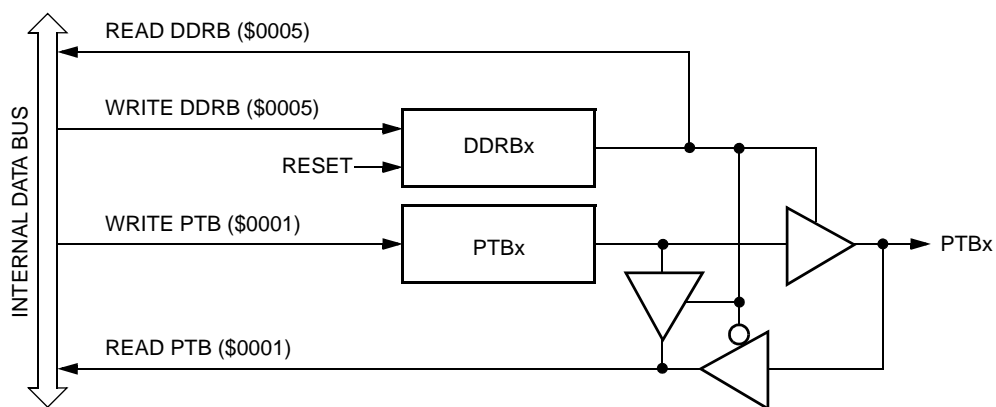 READ DDRB ($0005)
WRITE DDRB ($0005)
DDRBx
RESET
INTERNAL DATA BUS
WRITE PTB ($0001)
PTBx
PTBx
READ PTB ($0001)